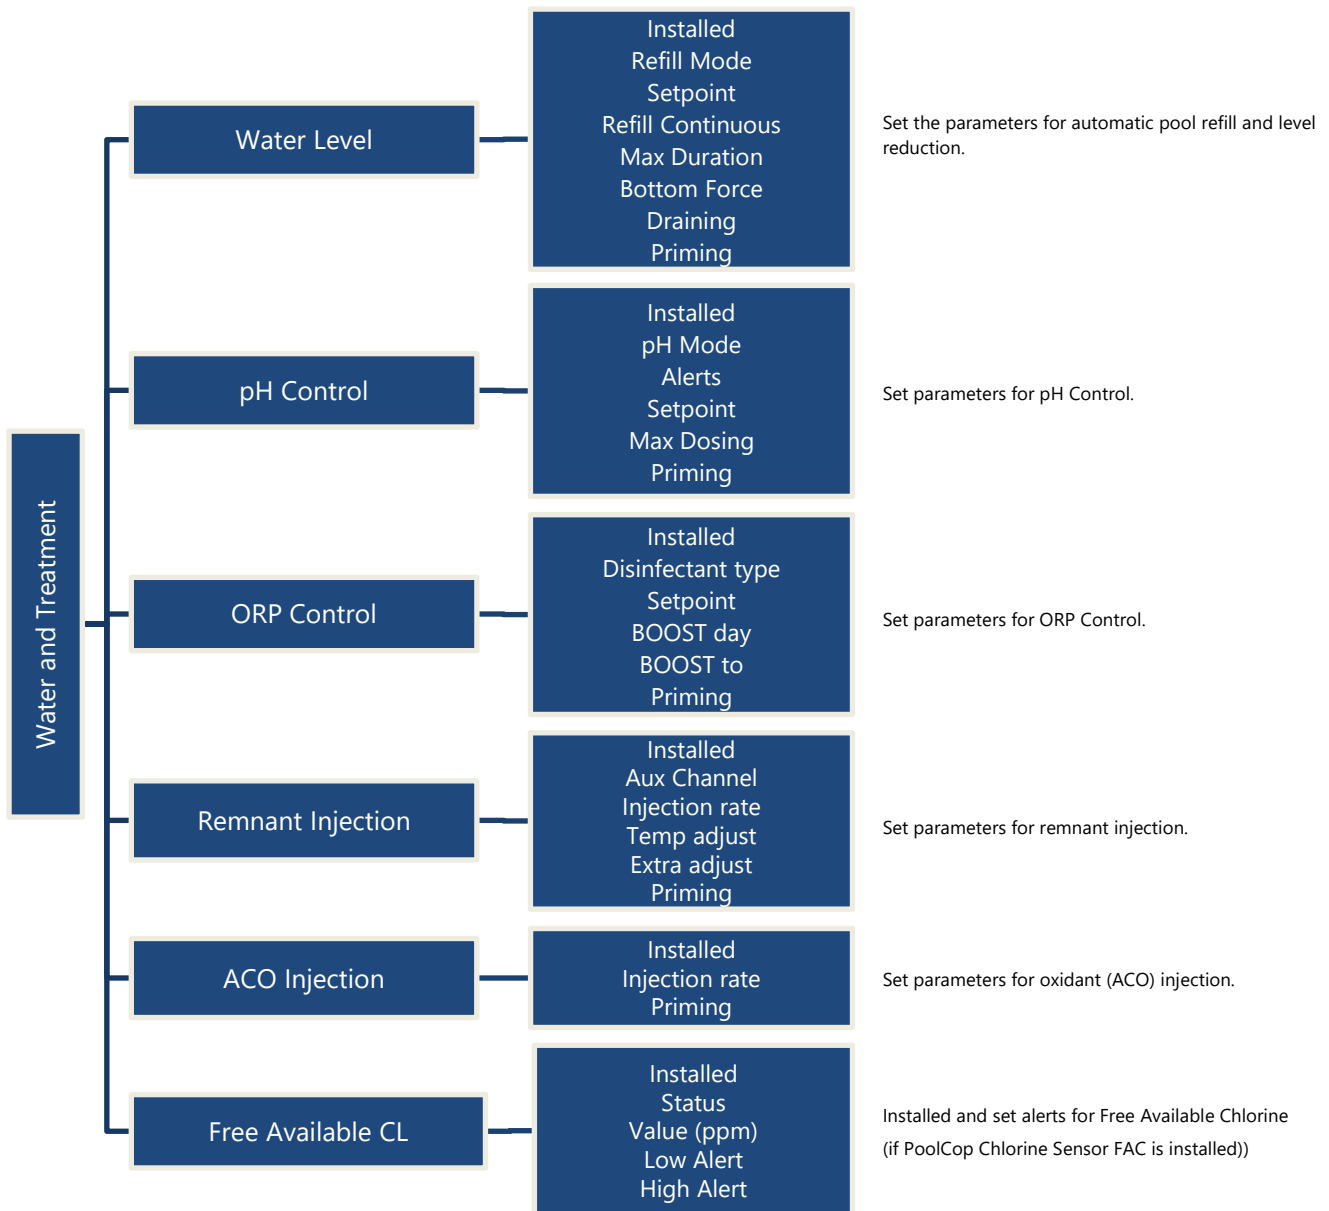 Water and Treatment
Water Level
Installed
Refill Mode
Setpoint
Refill Continuous
Max Duration
Bottom Force
Draining
Priming
Set the parameters for automatic pool refill and level
reduction.
pH Control
Installed
pH Mode
Alerts
Setpoint
Max Dosing
Priming
Set parameters for pH Control.
ORP Control
Installed
Disinfectant type
Setpoint
BOOST day
BOOST to
Priming
Set parameters for ORP Control.
Remnant Injection
Installed
Aux Channel
Injection rate
Temp adjust
Extra adjust
Priming
Set parameters for remnant injection.
ACO Injection
Installed
Injection rate
Priming
Set parameters for oxidant (ACO) injection.
Free Available CL
Installed
Status
Value (ppm)
Low Alert
High Alert
Installed and set alerts for Free Available Chlorine
(if PoolCop Chlorine Sensor FAC is installed))